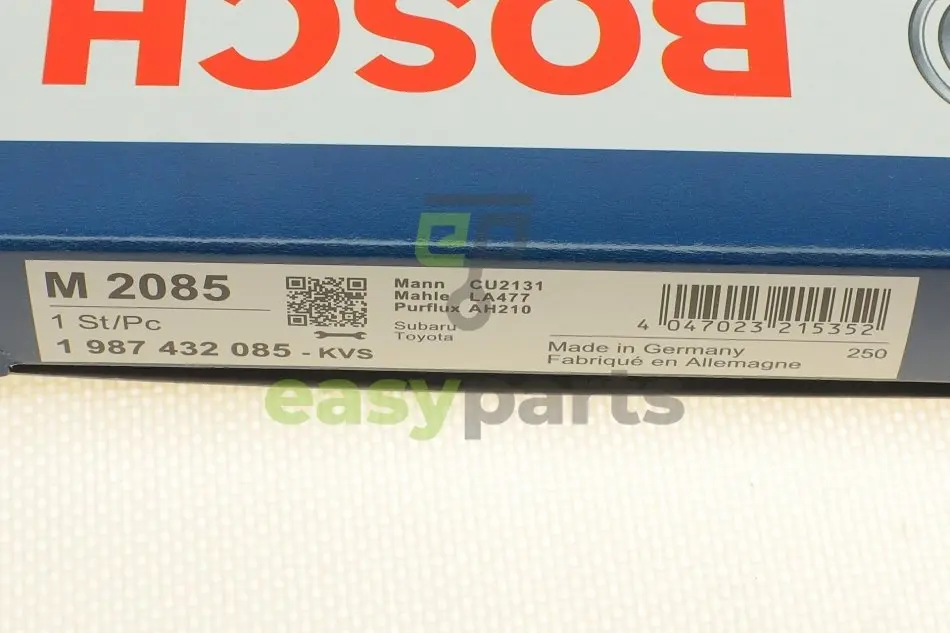 BOSCH
M 2085
1 St/Pc
1 987 432 085 - KVS
Mann CU2131
Mahle LA477
Purflux AH210
Subaru
Toyota
4 047023 215352
Made in Germany
Fabriqué en Allemagne
250
easyparts